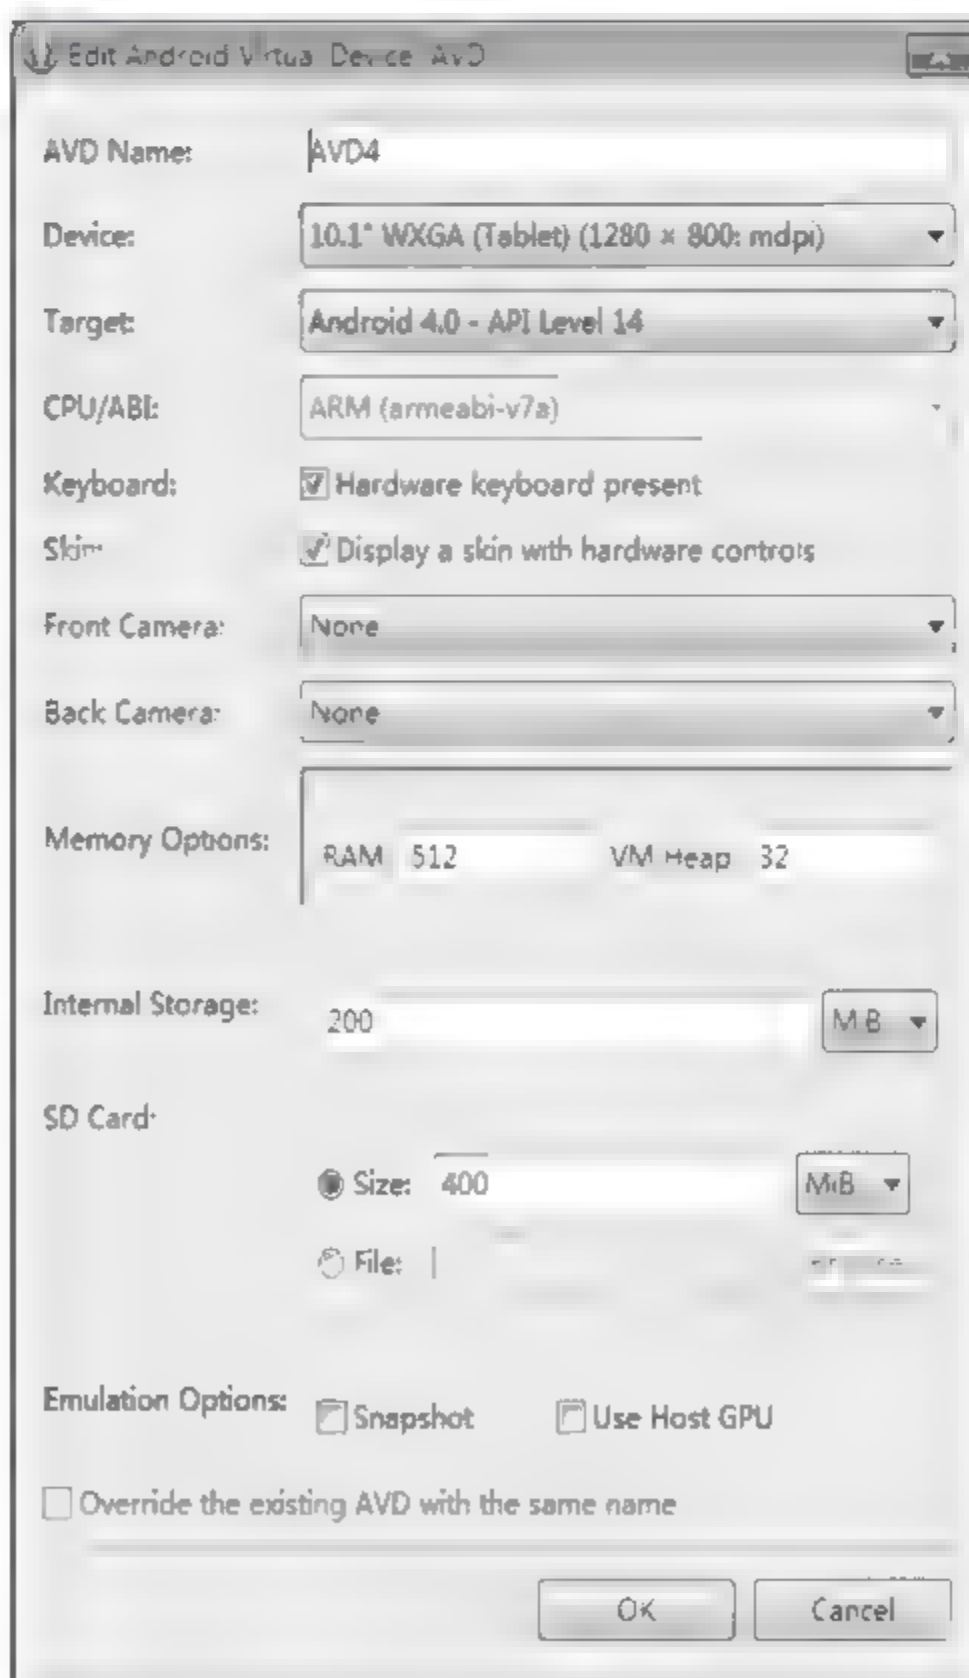 Edit Android Virtual Device (AVD)
AVD Name: AVD4
Device: 10.1" WXGA (Tablet) (1280 × 800: mdpi)
Target: Android 4.0 - API Level 14
CPU/ABI: ARM (armeabi-v7a)
Keyboard: Hardware keyboard present
Skin: Display a skin with hardware controls
Front Camera: None
Back Camera: None
Memory Options: RAM 512 VM Heap 32
Internal Storage: 200 MiB
SD Card:
Size: 400 MiB
File:
Emulation Options: Snapshot Use Host GPU
Override the existing AVD with the same name
OK Cancel